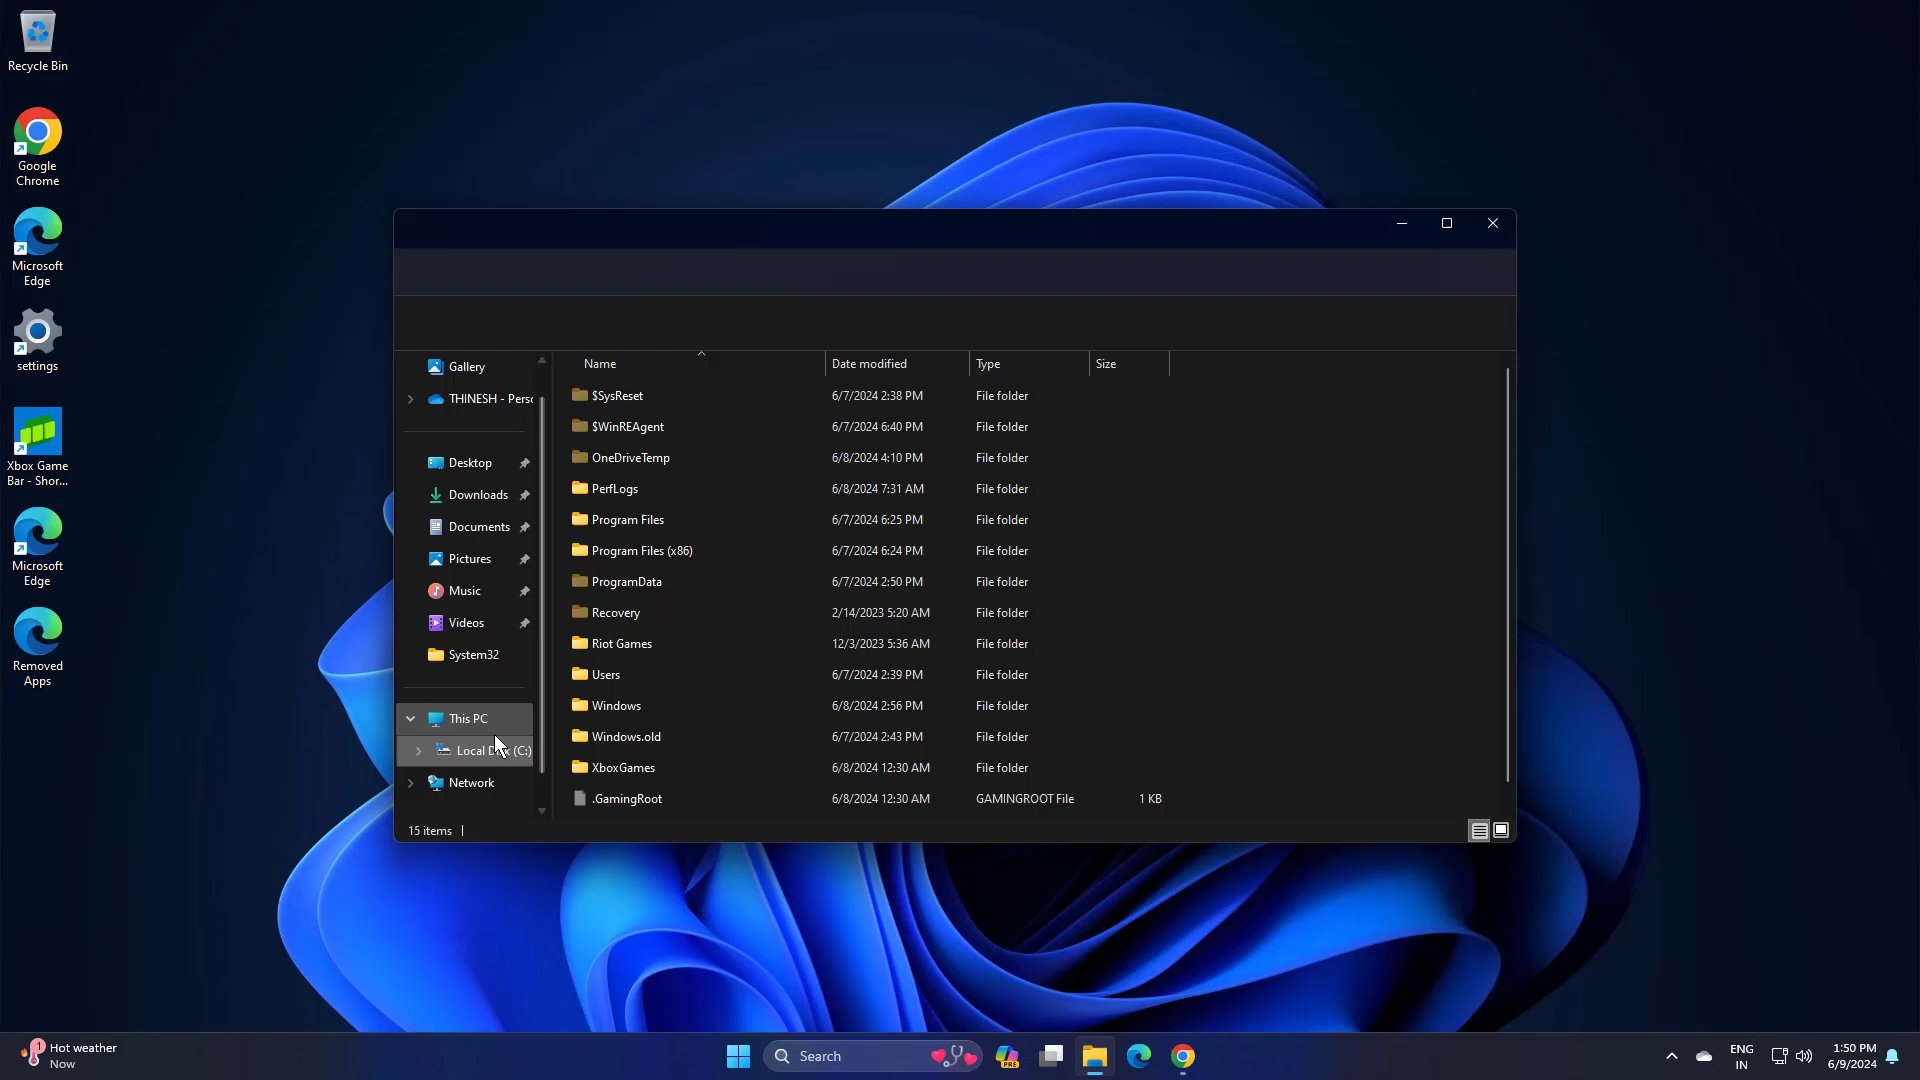 Recycle Bin
Google
Chrome
Microsoft
Edge
settings
Xbox Game
Bar - Shor...
Microsoft
Edge
Removed
Apps
Gallery
THINESH - Perso
Desktop
Downloads
Documents
Pictures
Music
Videos
System32
This PC
Local (C:)
Network
Name Date modified Type Size
$SysReset 6/7/2024 2:38 PM File folder
$WinREAgent 6/7/2024 6:40 PM File folder
OneDriveTemp 6/8/2024 4:10 PM File folder
PerfLogs 6/8/2024 7:31 AM File folder
Program Files 6/7/2024 6:25 PM File folder
Program Files (x86) 6/7/2024 6:24 PM File folder
ProgramData 6/7/2024 2:50 PM File folder
Recovery 2/14/2023 5:20 AM File folder
Riot Games 12/3/2023 5:36 AM File folder
Users 6/7/2024 2:39 PM File folder
Windows 6/8/2024 2:56 PM File folder
Windows.old 6/7/2024 2:43 PM File folder
XboxGames 6/8/2024 12:30 AM File folder
.GamingRoot 6/8/2024 12:30 AM GAMINGROOT File 1 KB
15 items
1
Hot weather
Now
Search
PRE
ENG
IN
1:50 PM
6/9/2024